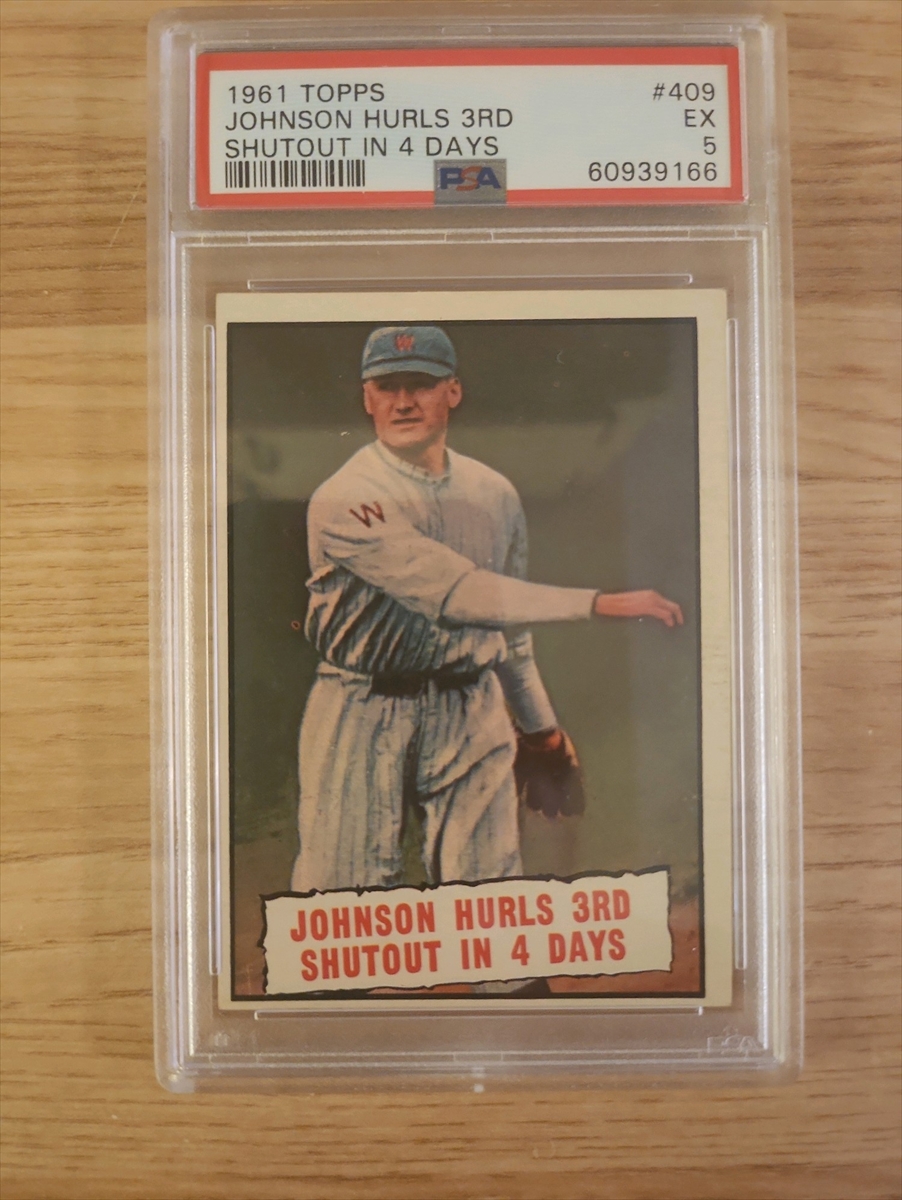 1961 TOPPS #409
JOHNSON HURLS 3RD EX
SHUTOUT IN 4 DAYS 5
PSA 60939166
W
W
JOHNSON HURLS 3RD
SHUTOUT IN 4 DAYS